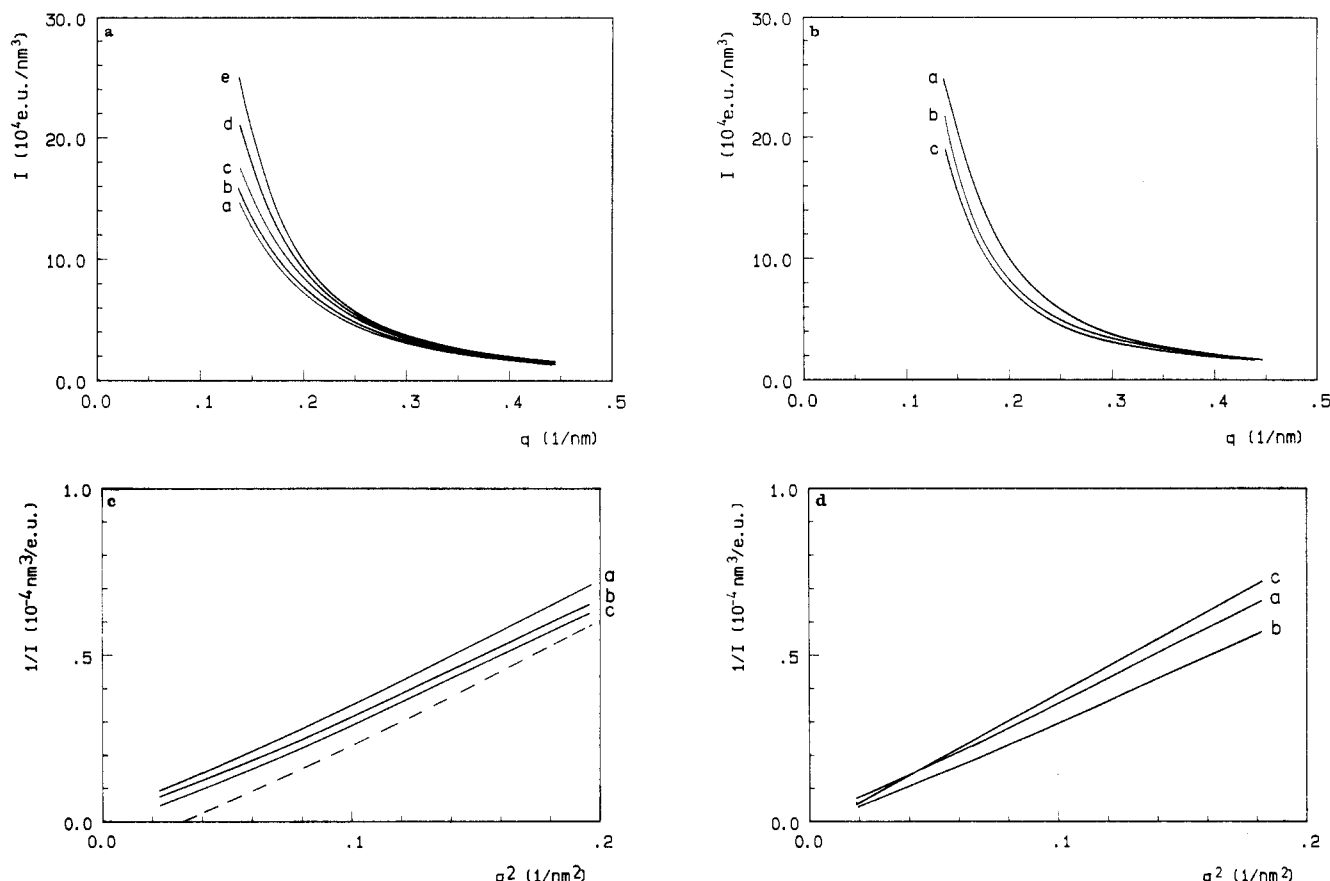 a
30.0
20.0
10.0
0.0
I (10⁴e.u./nm³)
e
d
c
b
a
0.0 .1 .2 .3 .4 .5
q (1/nm)
b
30.0
20.0
10.0
0.0
I (10⁴e.u./nm³)
a
b
c
0.0 .1 .2 .3 .4 .5
q (1/nm)
c
1.0
.5
0.0
1/I (10⁻⁴nm³/e.u.)
a
b
c
0.0 .1 .2
q² (1/nm²)
d
1.0
.5
0.0
1/I (10⁻⁴nm³/e.u.)
c
a
b
0.0 .1 .2
q² (1/nm²)